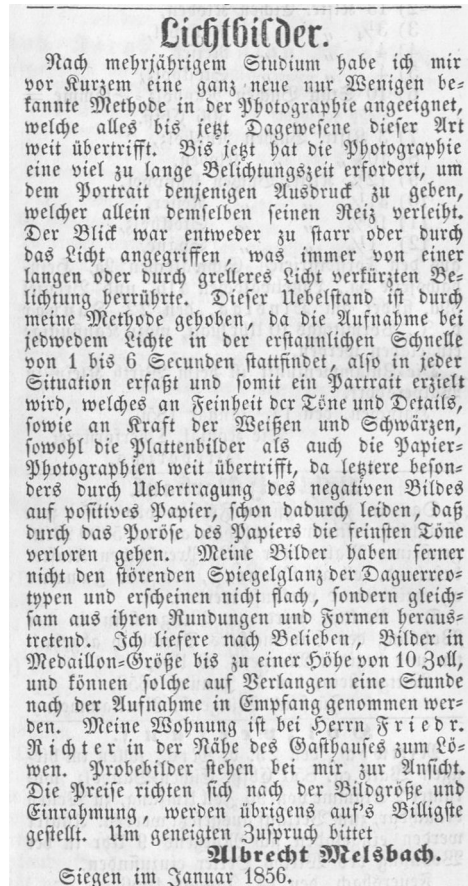 Lichtbilder.
Nach mehrjährigem Studium habe ich mir
vor Kurzem eine ganz neue nur Wenigen be-
kannte Methode in der Photographie angeeignet,
welche alles bis jetzt Dagewesene dieser Art
weit übertrifft. Bis jetzt hat die Photographie
eine viel zu lange Belichtungszeit erfordert, um
dem Portrait denjenigen Ausdruck zu geben,
welcher allein demselben seinen Reiz verleiht.
Der Blick war entweder zu starr oder durch
das Licht angegriffen, was immer von einer
langen oder durch grelleres Licht verkürzten Be-
lichtung herrührte. Dieser Uebelstand ist durch
meine Methode gehoben, da die Aufnahme bei
jedwedem Lichte in der erstaunlichen Schnelle
von 1 bis 6 Secunden stattfindet, also in jeder
Situation erfaßt und somit ein Partrait erzielt
wird, welches an Feinheit der Töne und Details,
sowie an Kraft der Weißen und Schwärzen,
sowohl die Plattenbilder als auch die Papier-
Photographien weit übertrifft, da letztere beson-
ders durch Uebertragung des negativen Bildes
auf positives Papier, schon dadurch leiden, daß
durch das Poröse des Papiers die feinsten Töne
verloren gehen. Meine Bilder haben ferner
nicht den störenden Spiegelglanz der Daguerreo-
typen und erscheinen nicht flach, sondern gleich-
sam aus ihren Rundungen und Formen heraus-
tretend. Ich liefere nach Belieben, Bilder in
Medaillon-Größe bis zu einer Höhe von 10 Zoll,
und können solche auf Verlangen eine Stunde
nach der Aufnahme in Empfang genommen wer-
den. Meine Wohnung ist bei Herrn Friedr.
Richter in der Nähe des Gasthauses zum Lö-
wen. Probebilder stehen bei mir zur Ansicht.
Die Preise richten sich nach der Bildgröße und
Einrahmung, werden übrigens auf's Billigste
gestellt. Um geneigten Zuspruch bittet
Albrecht Melsbach.
Siegen im Januar 1856.